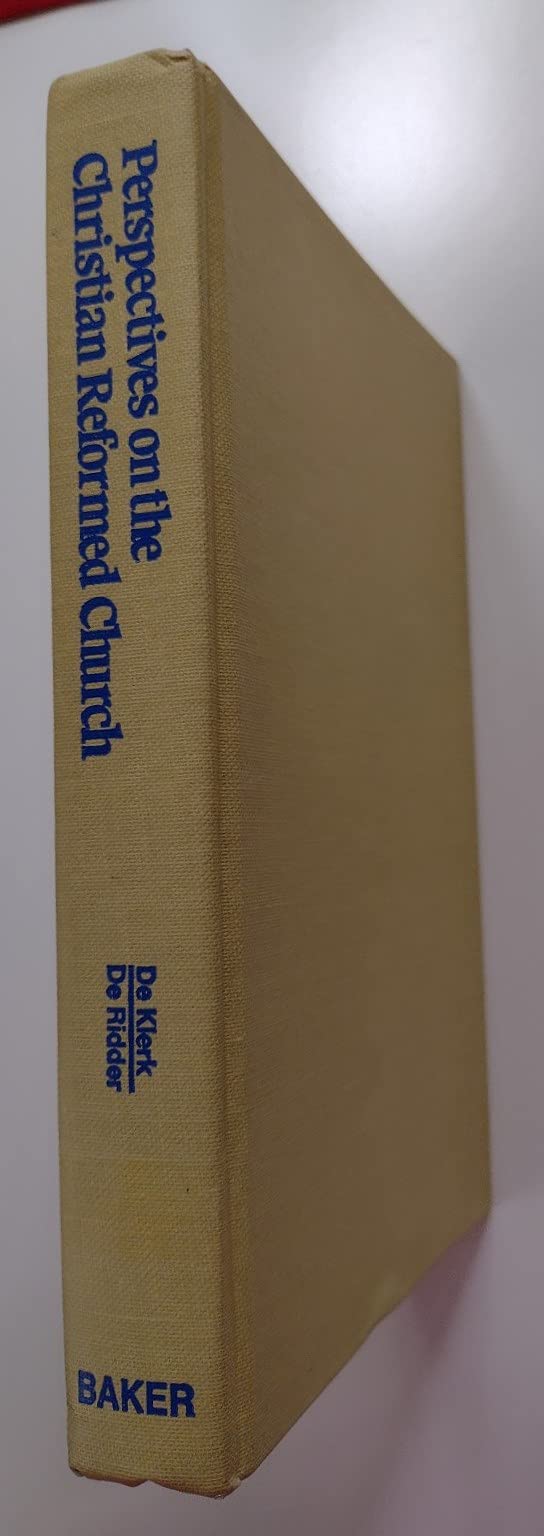 Perspectives on the
Christian Reformed Church
De Klerk
De Ridder
BAKER